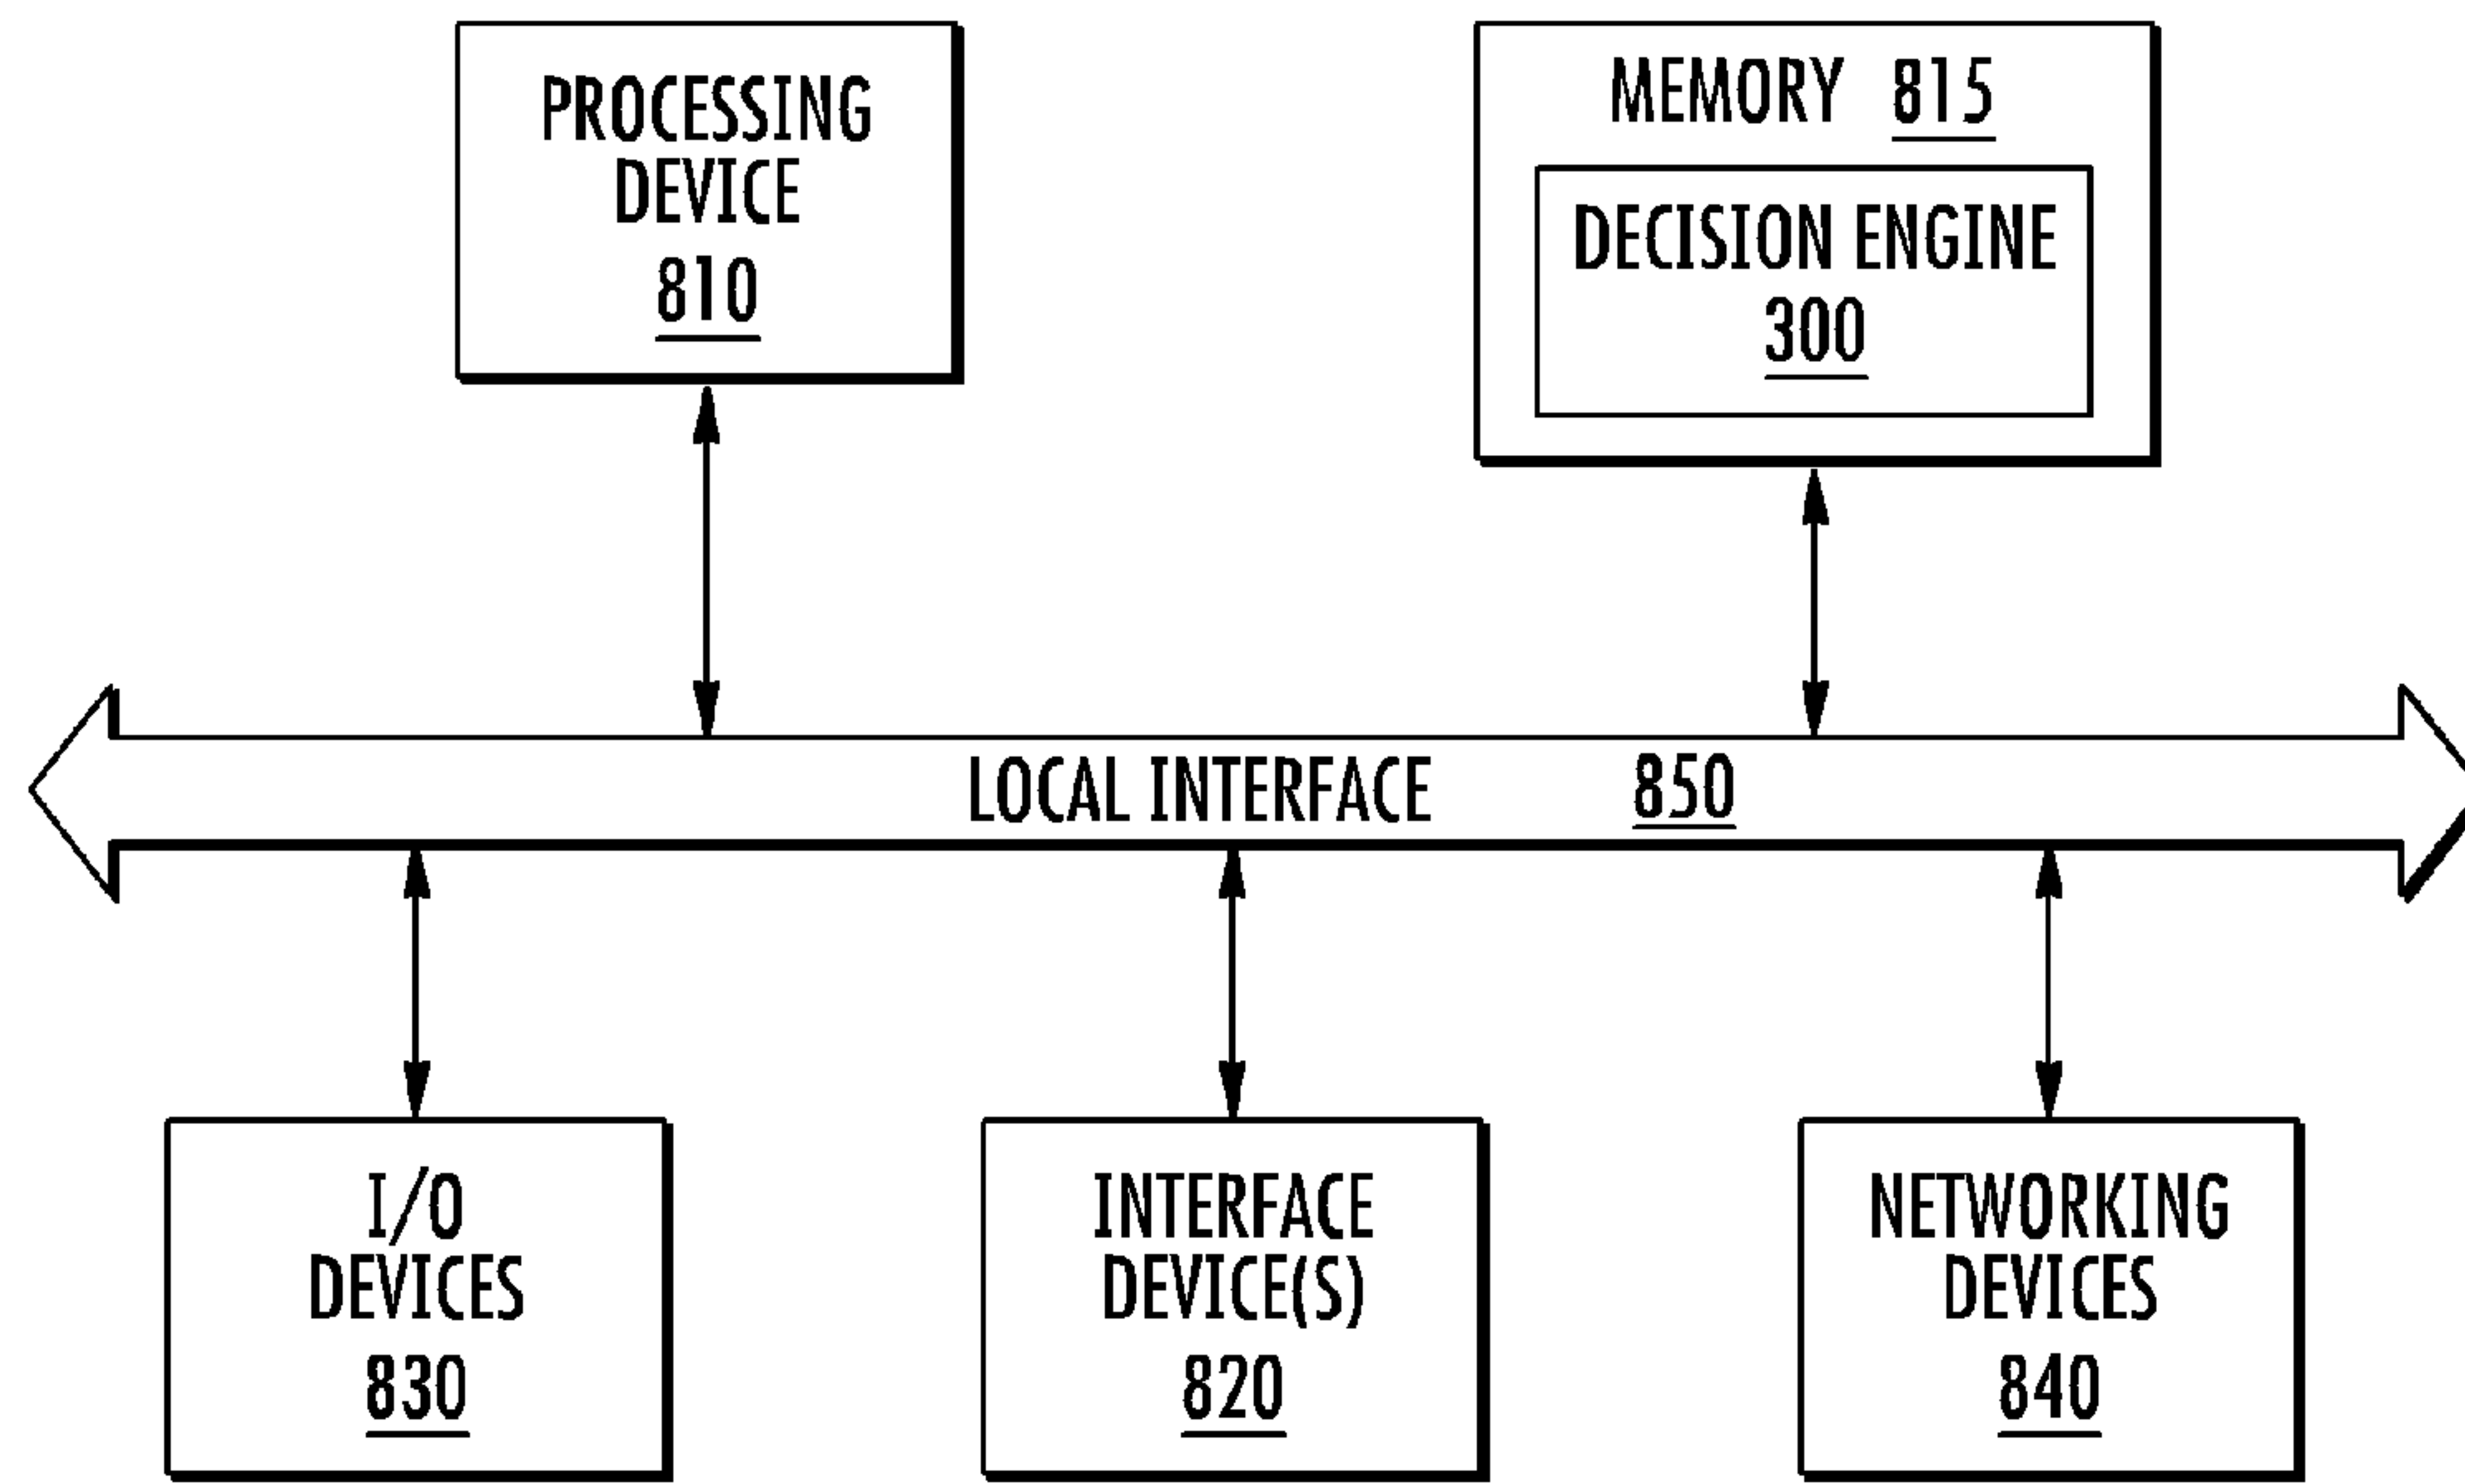 PROCESSING
DEVICE
810
MEMORY 815
DECISION ENGINE
300
LOCAL INTERFACE 850
I/O
DEVICES
830
INTERFACE
DEVICE(S)
820
NETWORKING
DEVICES
840